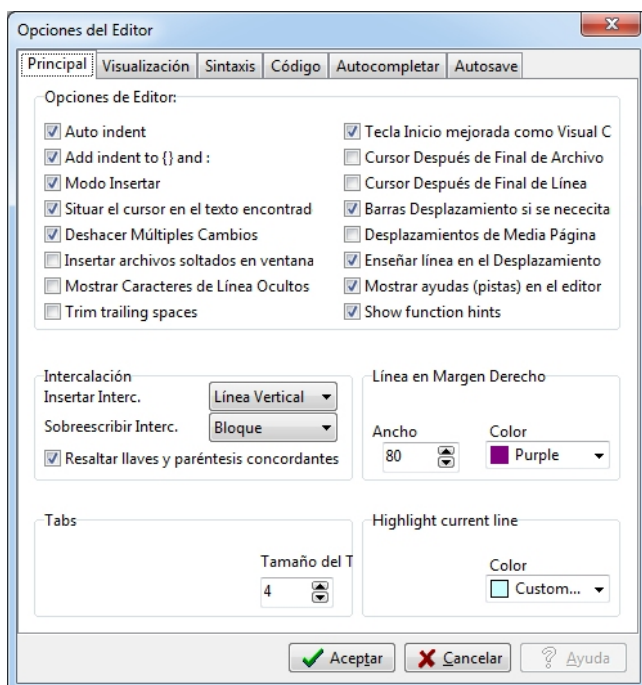 Opciones del Editor
Principal Visualización Sintaxis Código Autocompletar Autosave
Opciones de Editor:
Auto indent
Add indent to {} and :
Modo Insertar
Situar el cursor en el texto encontrad
Deshacer Múltiples Cambios
Insertar archivos soltados en ventana
Mostrar Caracteres de Línea Ocultos
Trim trailing spaces
Tecla Inicio mejorada como Visual C
Cursor Después de Final de Archivo
Cursor Después de Final de Línea
Barras Desplazamiento si se nececita
Desplazamientos de Media Página
Enseñar línea en el Desplazamiento
Mostrar ayudas (pistas) en el editor
Show function hints
Intercalación
Insertar Interc. Línea Vertical
Sobreescribir Interc. Bloque
Resaltar llaves y paréntesis concordantes
Línea en Margen Derecho
Ancho Color
80 Purple
Tabs
Tamaño del T
4
Highlight current line
Color
Custom...
Aceptar Cancelar Ayuda